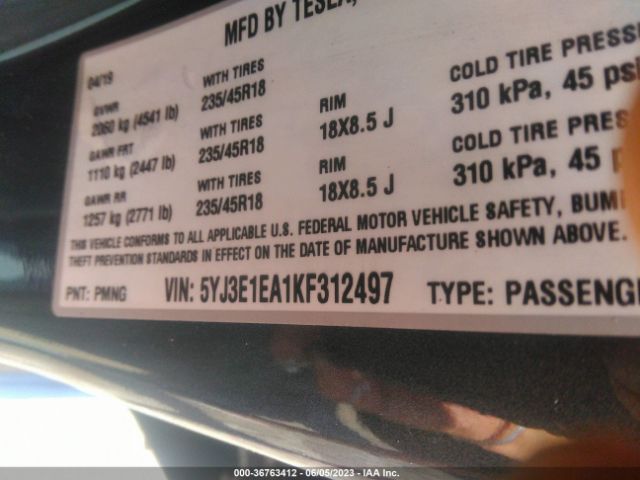 MFD BY TESLA,
04/19
GVWR WITH TIRES COLD TIRE PRESS
2060 kg (4541 lb) 235/45R18 RIM 310 kPa, 45 psi
GAWR FRT WITH TIRES 18X8.5 J COLD TIRE PRES
1110 kg (2447 lb) 235/45R18 RIM 310 kPa, 45 p
GAWR RR WITH TIRES 18X8.5 J
1257 kg (2771 lb) 235/45R18
THIS VEHICLE CONFORMS TO ALL APPLICABLE U.S. FEDERAL MOTOR VEHICLE SAFETY, BUM
THEFT PREVENTION STANDARDS IN EFFECT ON THE DATE OF MANUFACTURE SHOWN ABOVE.
PNT: PMNG VIN: 5YJ3E1EA1KF312497 TYPE: PASSENG
000-36763412 - 06/05/2023 - IAA Inc.